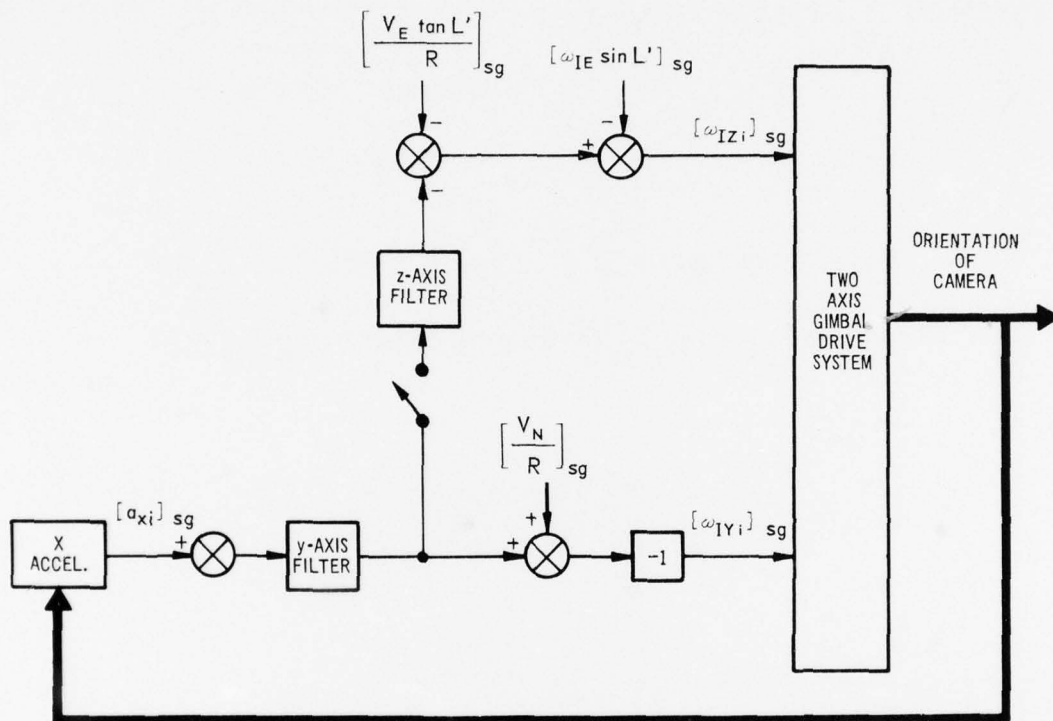 [V_E tan L' / R]_sg
[ω_IE sin L']_sg
[ω_IZi]_sg
ORIENTATION
OF
CAMERA
z-AXIS
FILTER
TWO
AXIS
GIMBAl
DRIVE
SYSTEM
[V_N / R]_sg
[a_xi]_sg
[ω_IYi]_sg
X
ACCEL.
y-AXIS
FILTER
-1
-
-
+
-
+
+
+